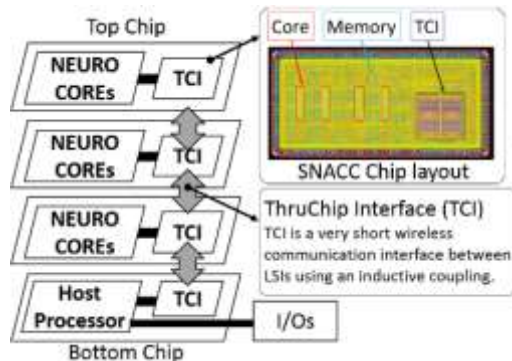 Top Chip
NEURO
COREs
TCI
NEURO
COREs
TCI
NEURO
COREs
TCI
Host
Processor
TCI
I/Os
Bottom Chip
Core
Memory
TCI
SNACC Chip layout
ThruChip Interface (TCI)
TCI is a very short wireless
communication interface between
LSIs using an inductive coupling.